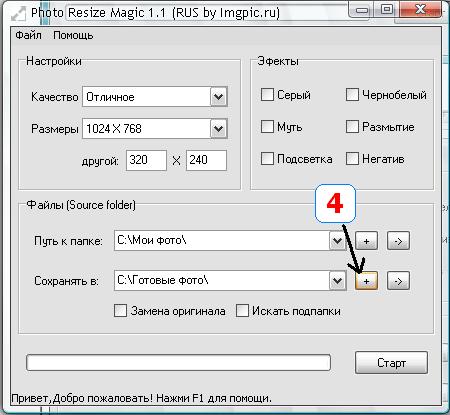 Photo Resize Magic 1.1 (RUS by Imgpic.ru)
Файл Помощь
Настройки
Качество Отличное
Размеры 1024 X 768
другой: 320 X 240
Эфекты
Серый Чернобелый
Муть Размытие
Подсветка Негатив
4
Файлы (Source folder)
Путь к папке: C:\Мои фото\ + ->
Сохранять в: C:\Готовые фото\ + ->
Замена оригинала Искать подпапки
Старт
Привет,Добро пожаловать! Нажми F1 для помощи.